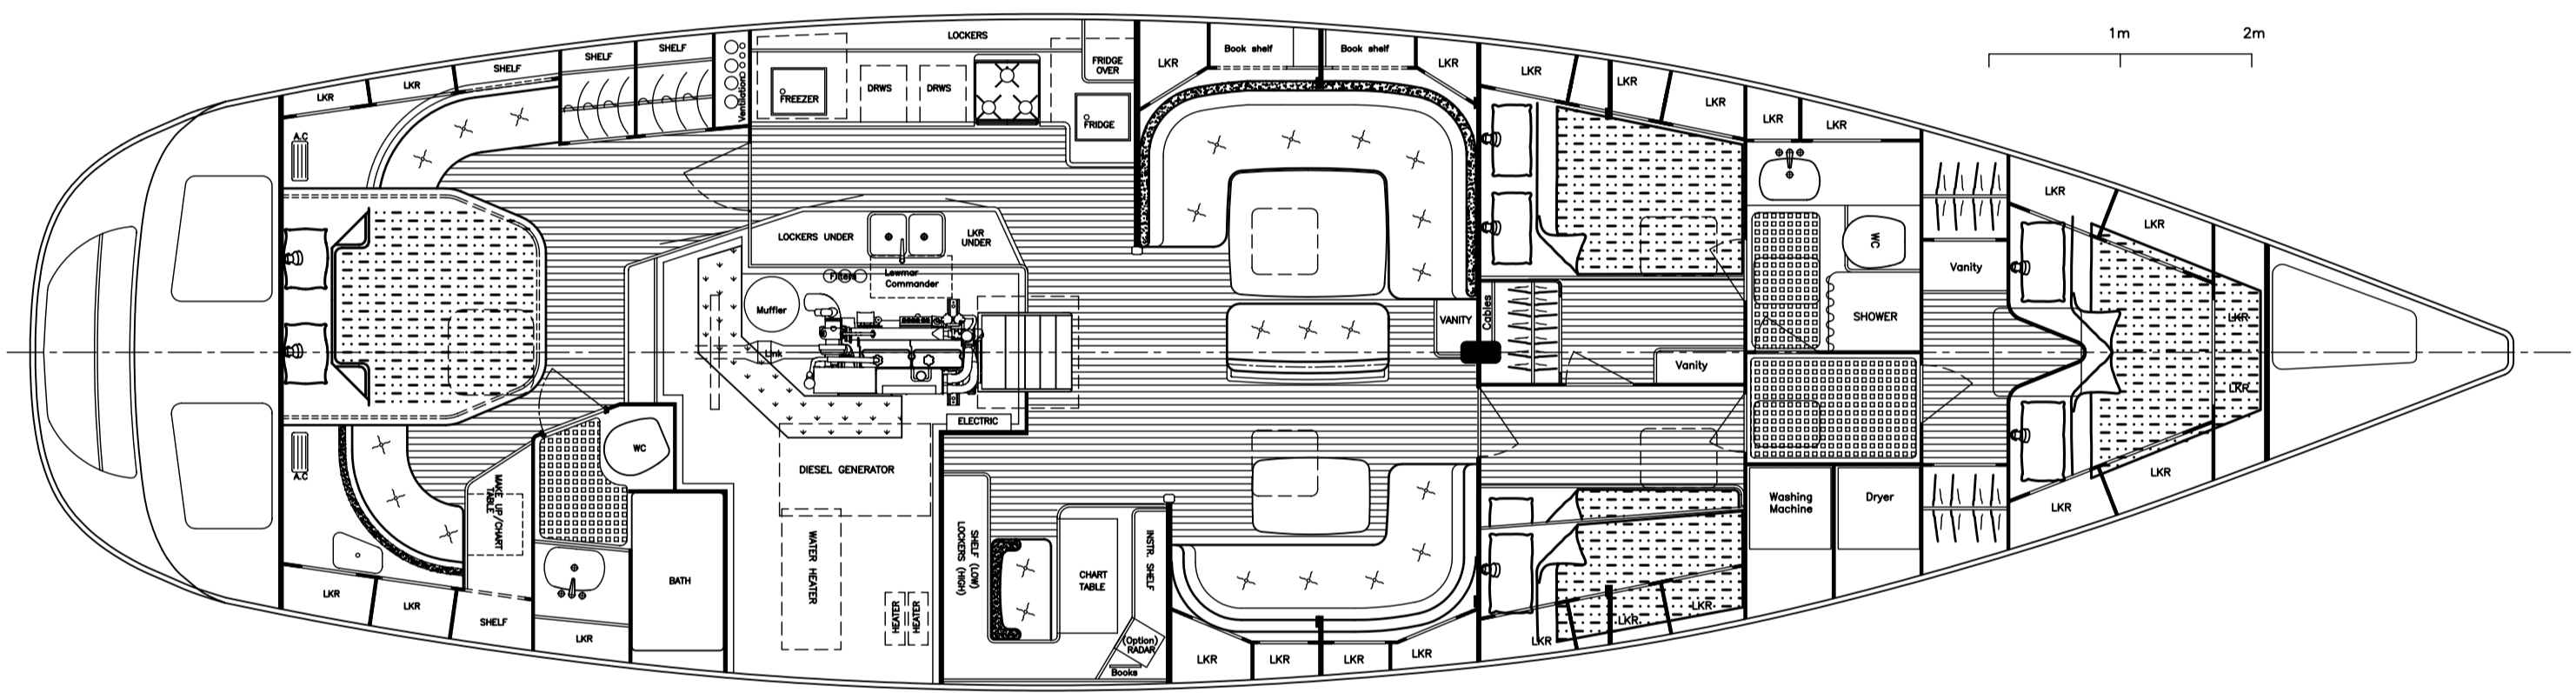 1m
2m
LOCKERS
SHELF
SHELF
SHELF
LKR
LKR
Ventilation
FREEZER
DRWS
DRWS
FRIDGE
OVER
FRIDGE
LKR
Book shelf
Book shelf
LKR
LKR
LKR
LKR
LKR
LKR
A.C
WC
LKR
LKR
Vanity
SHOWER
LKR
LKR
LOCKERS UNDER
LKR
UNDER
Filters
Lewmar
Commander
Muffler
Link
VANITY
Cables
Vanity
ELECTRIC
A.C
WC
MAKE UP/CHART
TABLE
DIESEL GENERATOR
WATER HEATER
HEATER
HEATER
BATH
SHELF (LOW)
LOCKERS (HIGH)
CHART
TABLE
INSTR. SHELF
(Option)
RADAR
Books
Washing
Machine
Dryer
LKR
LKR
LKR
LKR
LKR
LKR
LKR
LKR
SHELF
LKR
LKR
LKR
LKR
LKR
LKR